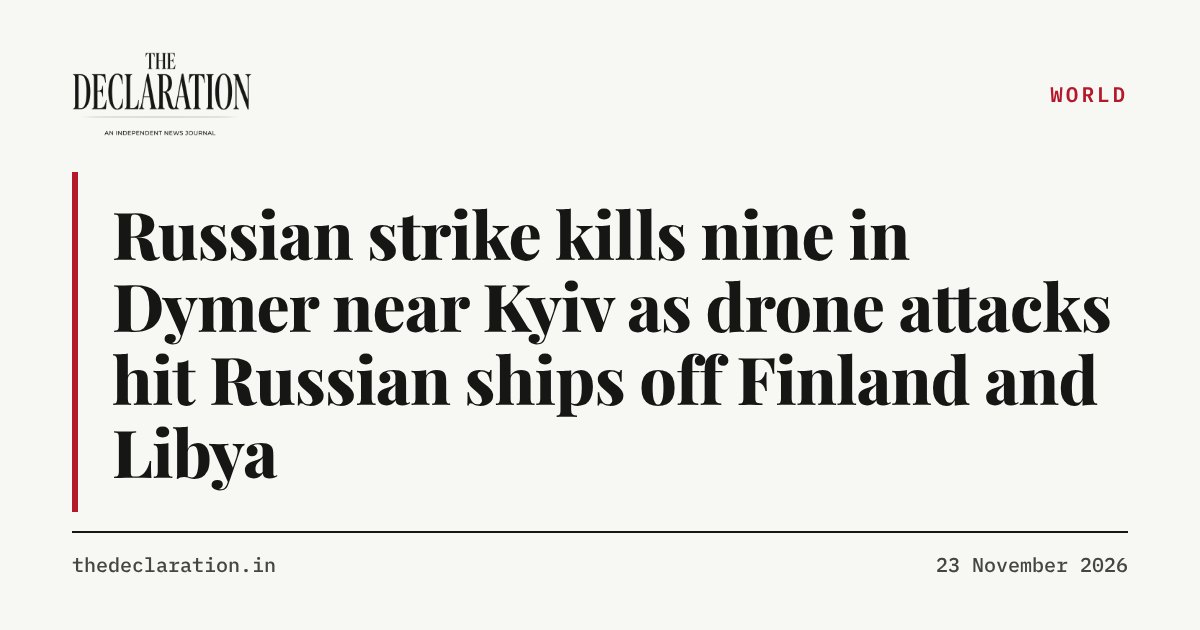 THE
DECLARATION
AN INDEPENDENT NEWS JOURNAL
WORLD
Russian strike kills nine in
Dymer near Kyiv as drone attacks
hit Russian ships off Finland and
Libya
thedeclaration.in
23 November 2026